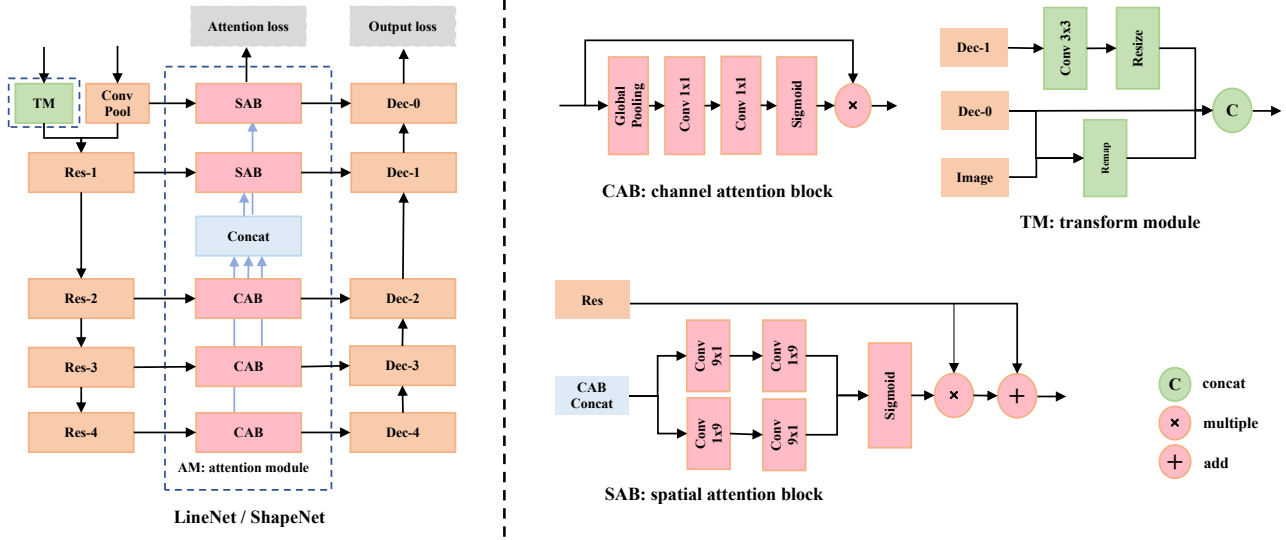 Attention loss
Output loss
TM
Conv
Pool
SAB
Dec-0
Res-1
SAB
Dec-1
Concat
Res-2
CAB
Dec-2
Res-3
CAB
Dec-3
Res-4
CAB
Dec-4
AM: attention module
LineNet / ShapeNet
Global
Pooling
Conv 1x1
Conv 1x1
Sigmoid
×
CAB: channel attention block
Dec-1
Conv 3x3
Resize
Dec-0
C
Image
Remap
TM: transform module
Res
CAB
Concat
Conv
9x1
Conv
1x9
Conv
1x9
Conv
9x1
Sigmoid
×
+
SAB: spatial attention block
C
concat
×
multiple
+
add